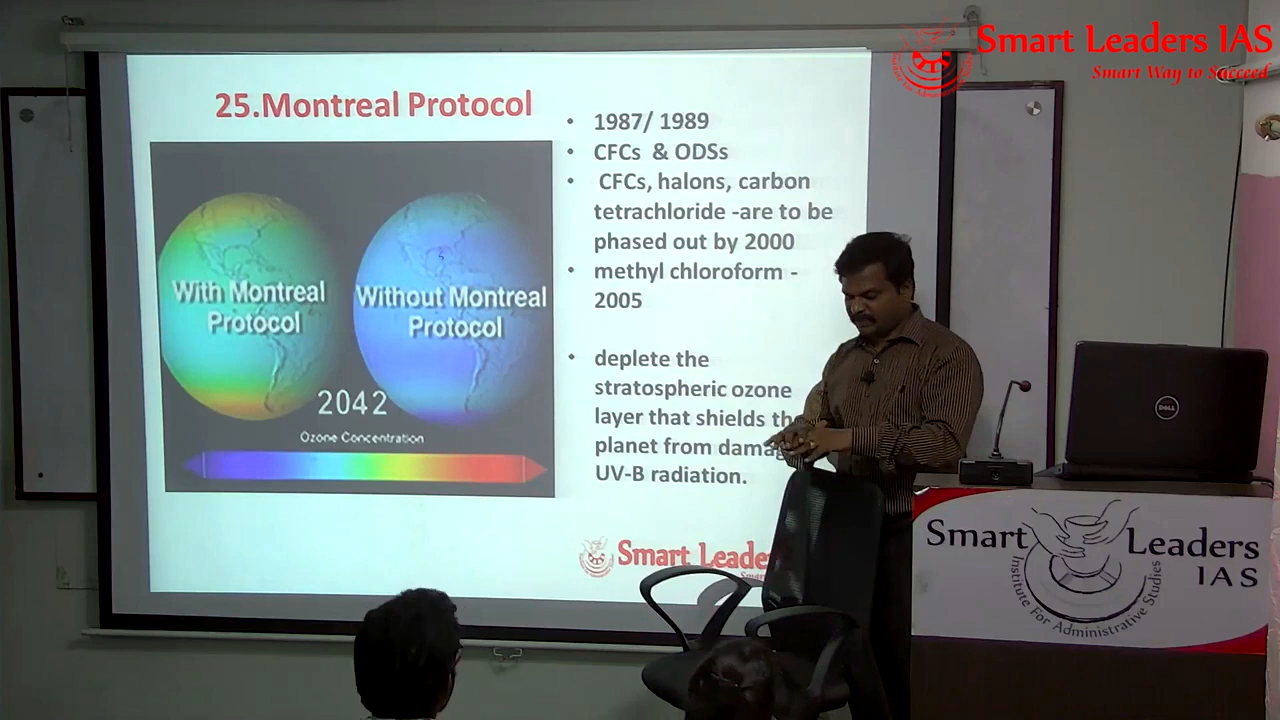 Smart Leaders IAS
Smart Way to Succeed
25.Montreal Protocol
With Montreal
Protocol
Without Montreal
Protocol
2042
Ozone Concentration
• 1987/ 1989
• CFCs & ODSs
• CFCs, halons, carbon
tetrachloride -are to be
phased out by 2000
• methyl chloroform -
2005
• deplete the
stratospheric ozone
layer that shields the
planet from damag
UV-B radiation.
Smart Leade
DELL
Smart Leaders
IAS
Institute For Administrative Studies